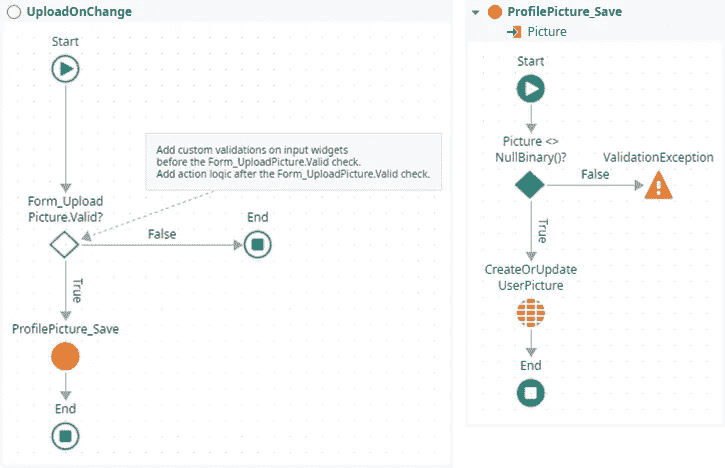 UploadOnChange
Start
Add custom validations on input widgets
before the Form_UploadPicture.Valid check.
Add action logic after the Form_UploadPicture.Valid check.
Form_Upload
Picture.Valid?
False
End
True
ProfilePicture_Save
End
ProfilePicture_Save
Picture
Start
Picture <>
NullBinary()?
ValidationException
False
True
CreateOrUpdate
UserPicture
End